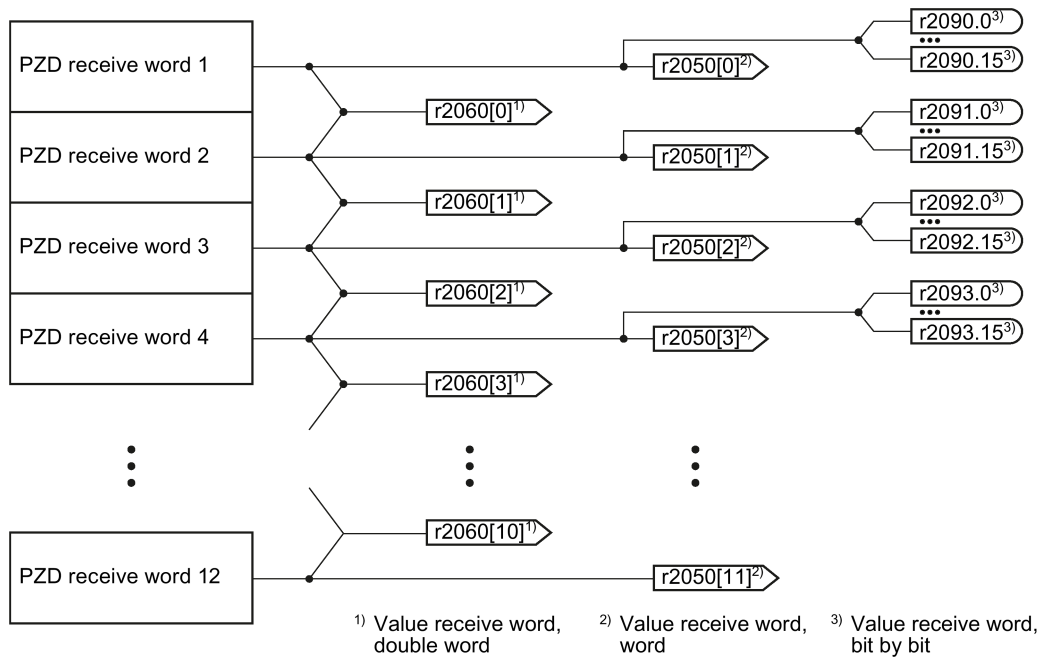 r2090.0³⁾
•••
PZD receive word 1
r2050[0]²⁾
r2090.15³⁾
r2060[0]¹⁾
r2091.0³⁾
•••
PZD receive word 2
r2050[1]²⁾
r2091.15³⁾
r2060[1]¹⁾
r2092.0³⁾
•••
PZD receive word 3
r2050[2]²⁾
r2092.15³⁾
r2060[2]¹⁾
r2093.0³⁾
•••
PZD receive word 4
r2050[3]²⁾
r2093.15³⁾
r2060[3]¹⁾
r2060[10]¹⁾
PZD receive word 12
r2050[11]²⁾
¹⁾ Value receive word,
double word
²⁾ Value receive word,
word
³⁾ Value receive word,
bit by bit